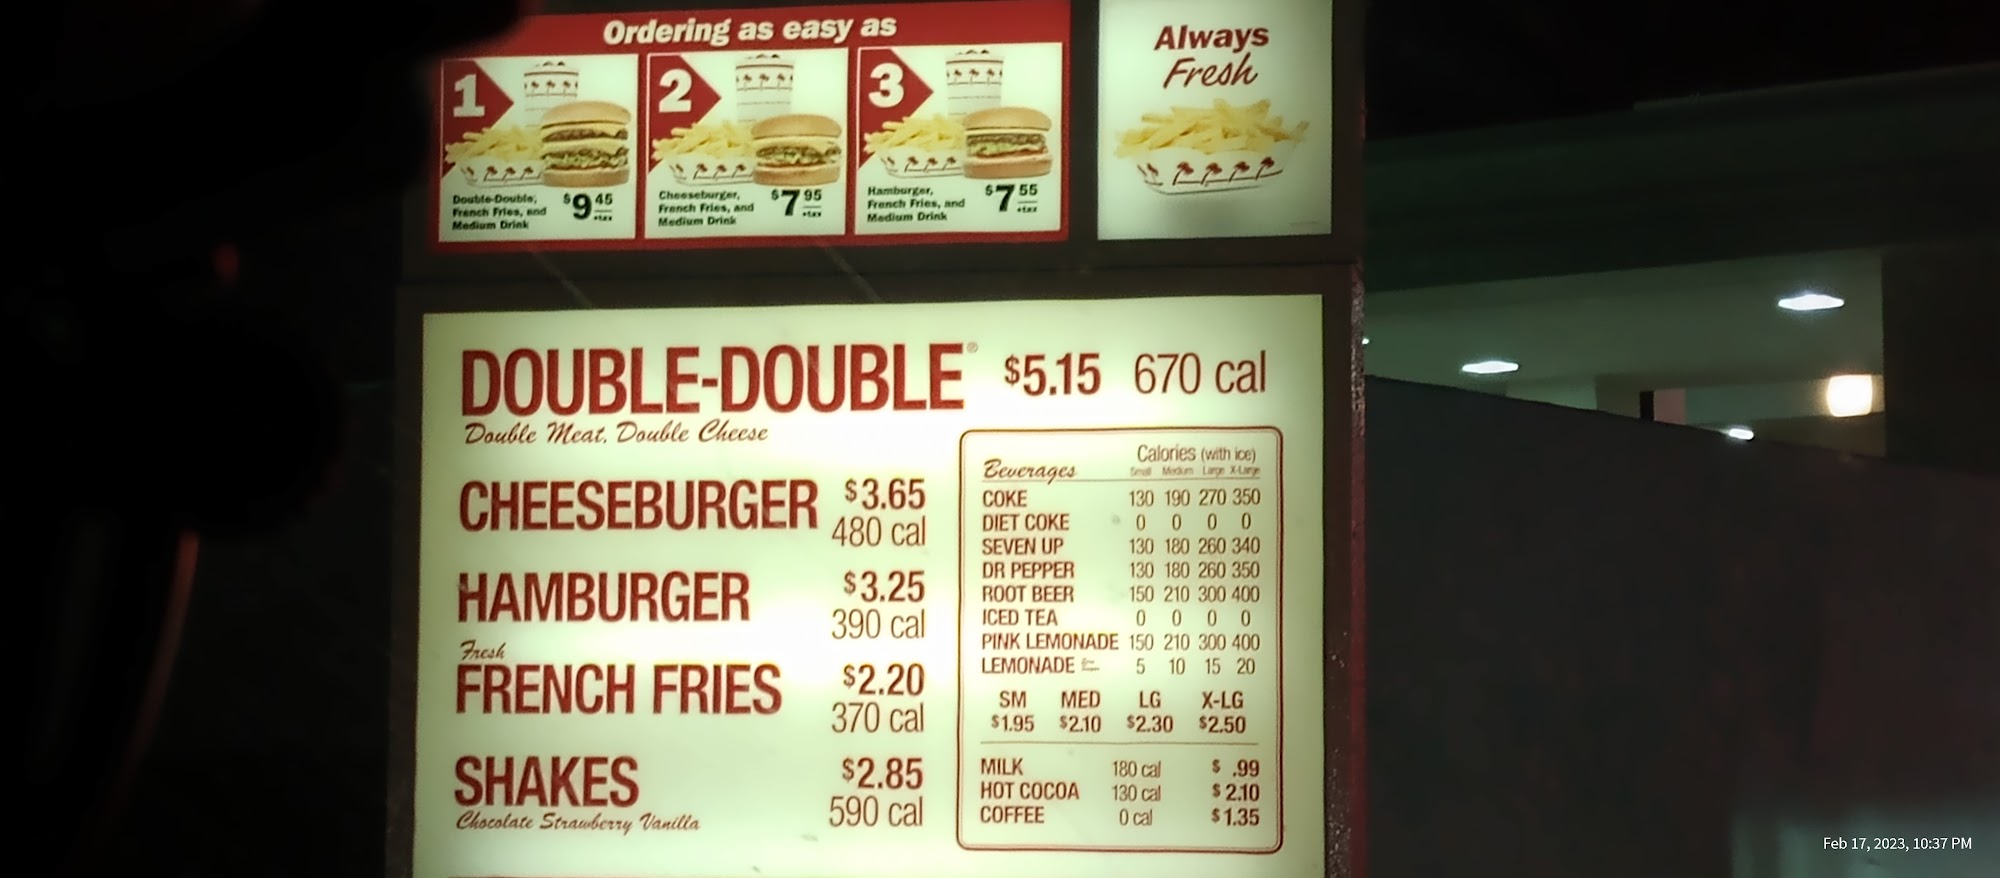 Ordering as easy as
1
Double-Double,
French Fries, and
Medium Drink
$9 45
+tax
2
Cheeseburger,
French Fries, and
Medium Drink
$7 95
+tax
3
Hamburger,
French Fries, and
Medium Drink
$7 55
+tax
Always
Fresh
DOUBLE-DOUBLE® $5.15 670 cal
Double Meat, Double Cheese
CHEESEBURGER $3.65
480 cal
HAMBURGER $3.25
390 cal
Fresh
FRENCH FRIES $2.20
370 cal
SHAKES $2.85
590 cal
Chocolate Strawberry Vanilla
Calories (with ice)
Beverages Small Medium Large X-Large
COKE 130 190 270 350
DIET COKE 0 0 0 0
SEVEN UP 130 180 260 340
DR PEPPER 130 180 260 350
ROOT BEER 150 210 300 400
ICED TEA 0 0 0 0
PINK LEMONADE 150 210 300 400
LEMONADE 5 10 15 20
SM MED LG X-LG
$1.95 $2.10 $2.30 $2.50
MILK 180 cal $ .99
HOT COCOA 130 cal $2.10
COFFEE 0 cal $1.35
Feb 17, 2023, 10:37 PM